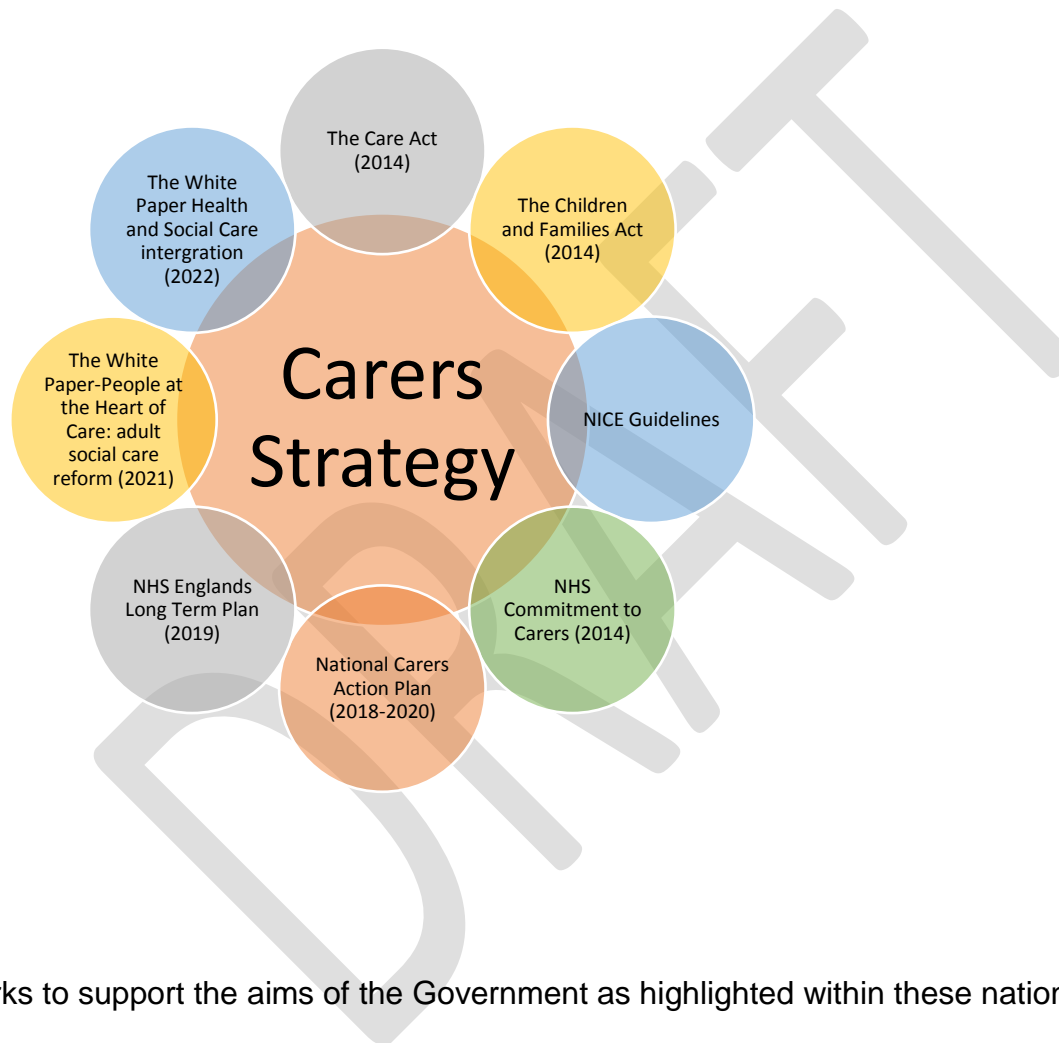 The Care Act
(2014)
The White
Paper Health
and Social Care
intergration
(2022)
The Children
and Families Act
(2014)
The White
Paper-People at
the Heart of
Care: adult
social care
reform (2021)
Carers
Strategy
NICE Guidelines
NHS Englands
Long Term Plan
(2019)
NHS
Commitment to
Carers (2014)
National Carers
Action Plan
(2018-2020)
DRAFT
to support the aims of the Government as highlighted within these